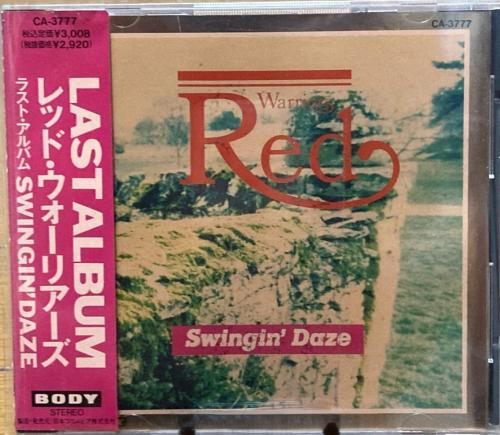 CA-3777
税込定価¥3,008
(税抜価格¥2,920)
LAST ALBUM
レッド・ウォーリアーズ
ラスト・アルバム SWINGIN' DAZE
BODY
STEREO
CA-3777
Red
Swingin' Daze